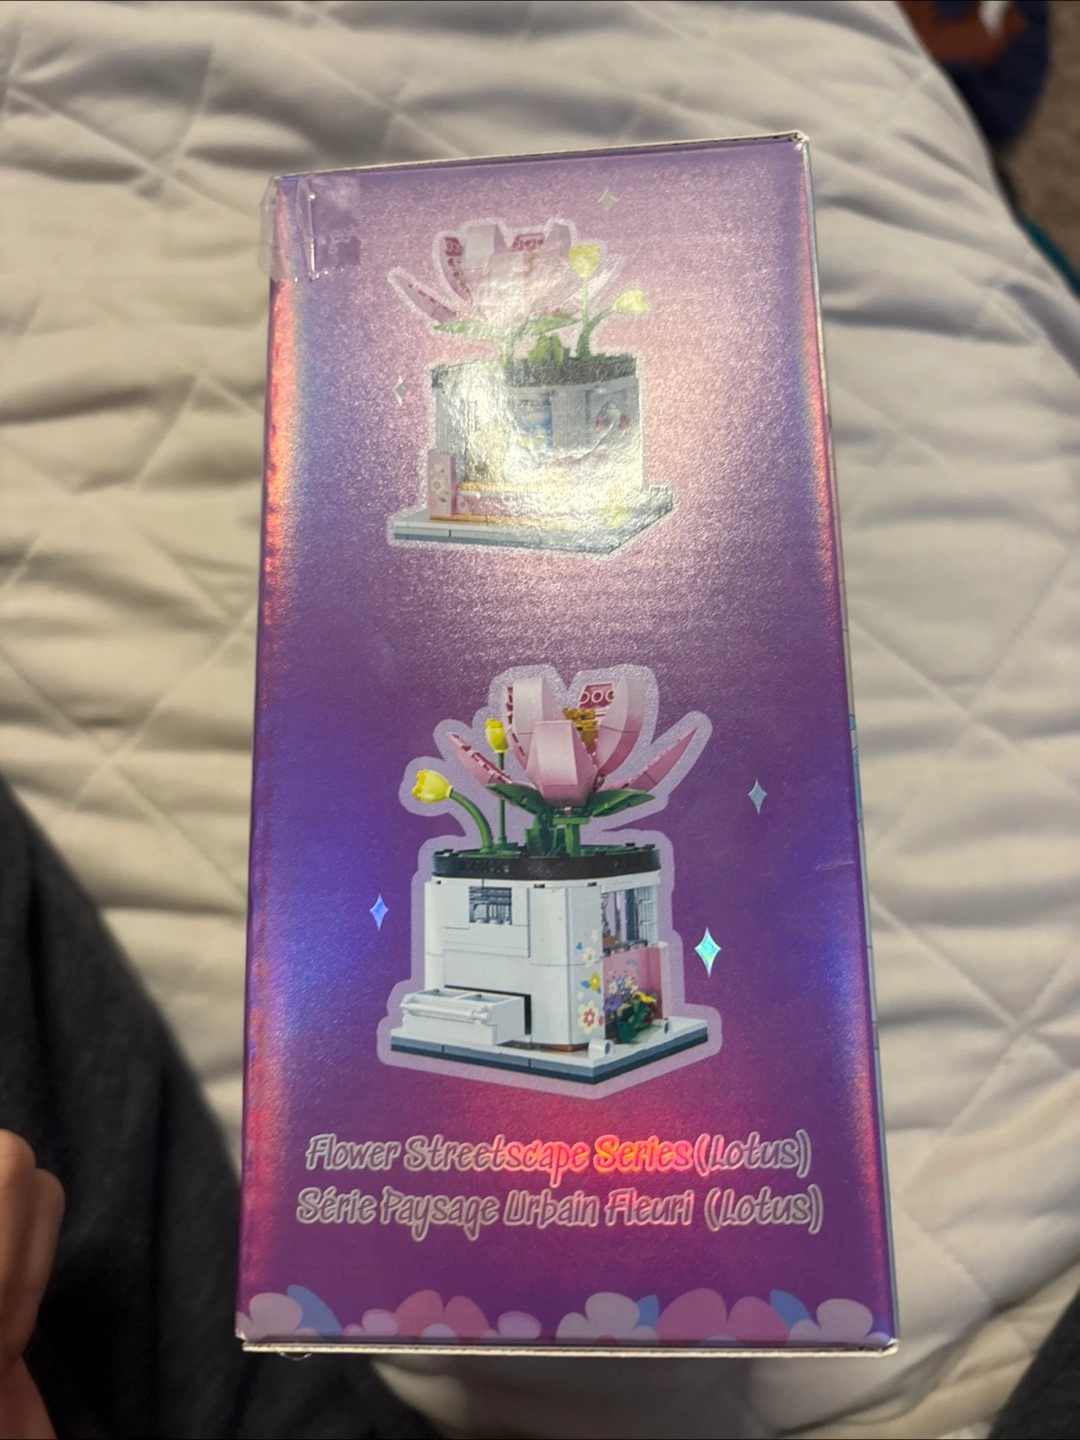 Flower Streetscape Series (Lotus)
Série Paysage Urbain Fleuri (Lotus)